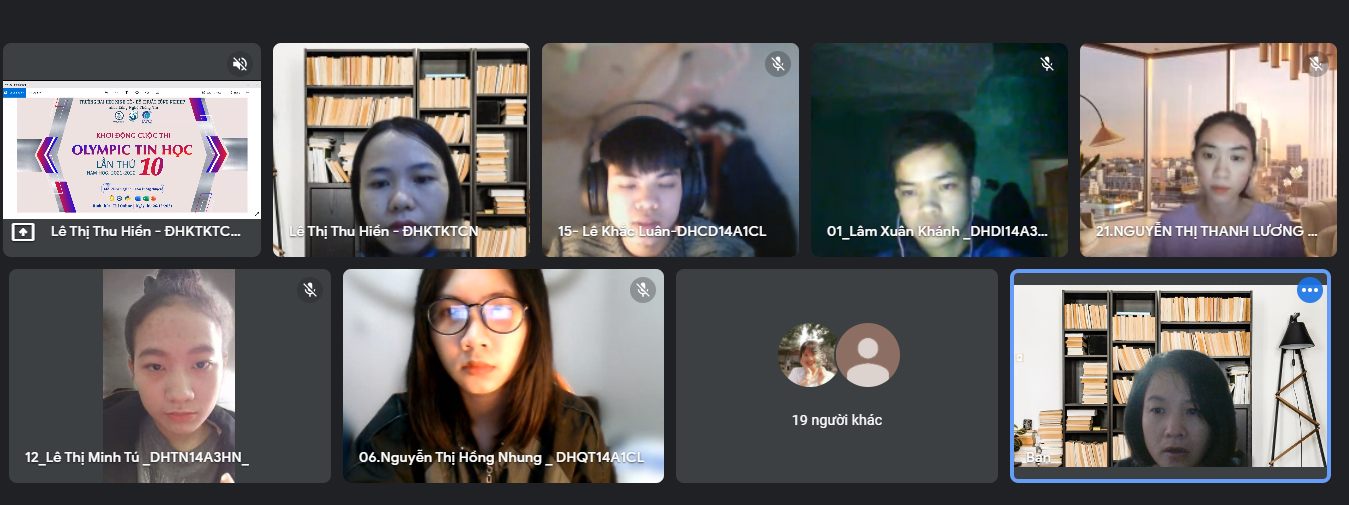 KHỞI ĐỘNG CUỘC THI
OLYMPIC TIN HỌC
LẦN THỨ 10
Lê Thị Thu Hiền - ĐHKTKTC...
Lê Thị Thu Hiền - ĐHKTKTCN
15- Lê Khắc Luân-DHCD14A1CL
01_Lâm Xuân Khánh _DHDI14A3...
21.NGUYỄN THỊ THANH LƯƠNG ...
12_Lê Thị Minh Tú _DHTN14A3HN_
06.Nguyễn Thị Hồng Nhung _ DHQT14A1CL
19 người khác
Bạn